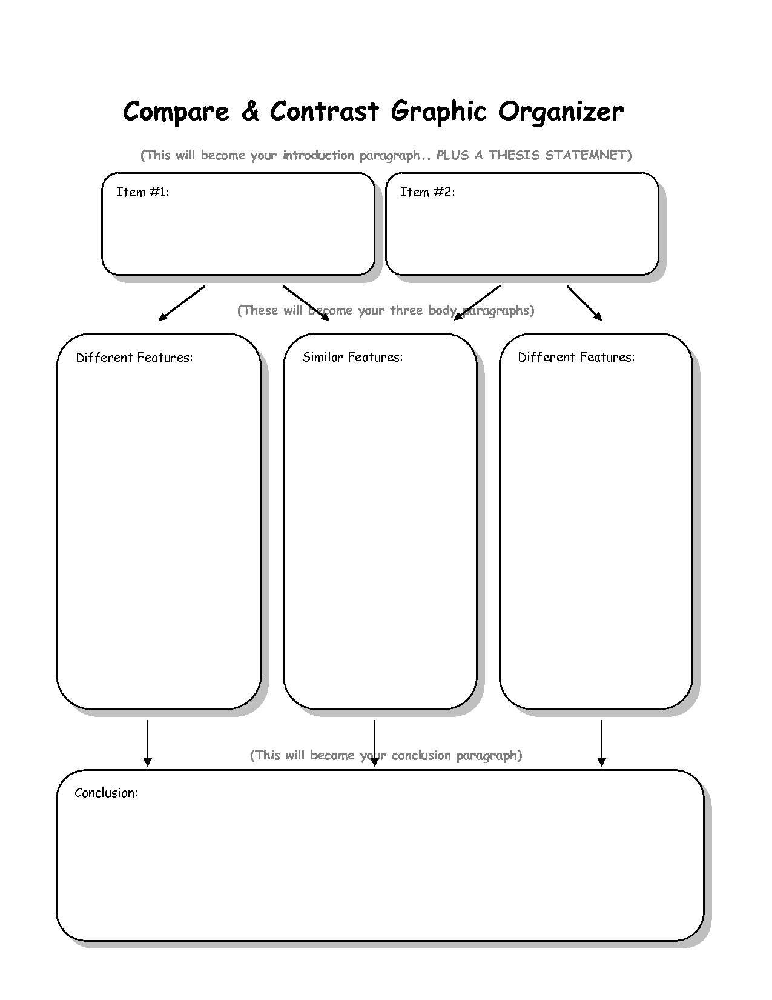 Compare & Contrast Graphic Organizer
(This will become your introduction paragraph.. PLUS A THESIS STATEMNET)
Item #1:
Item #2:
(These will become your three body paragraphs)
Different Features:
Similar Features:
Different Features:
(This will become your conclusion paragraph)
Conclusion: